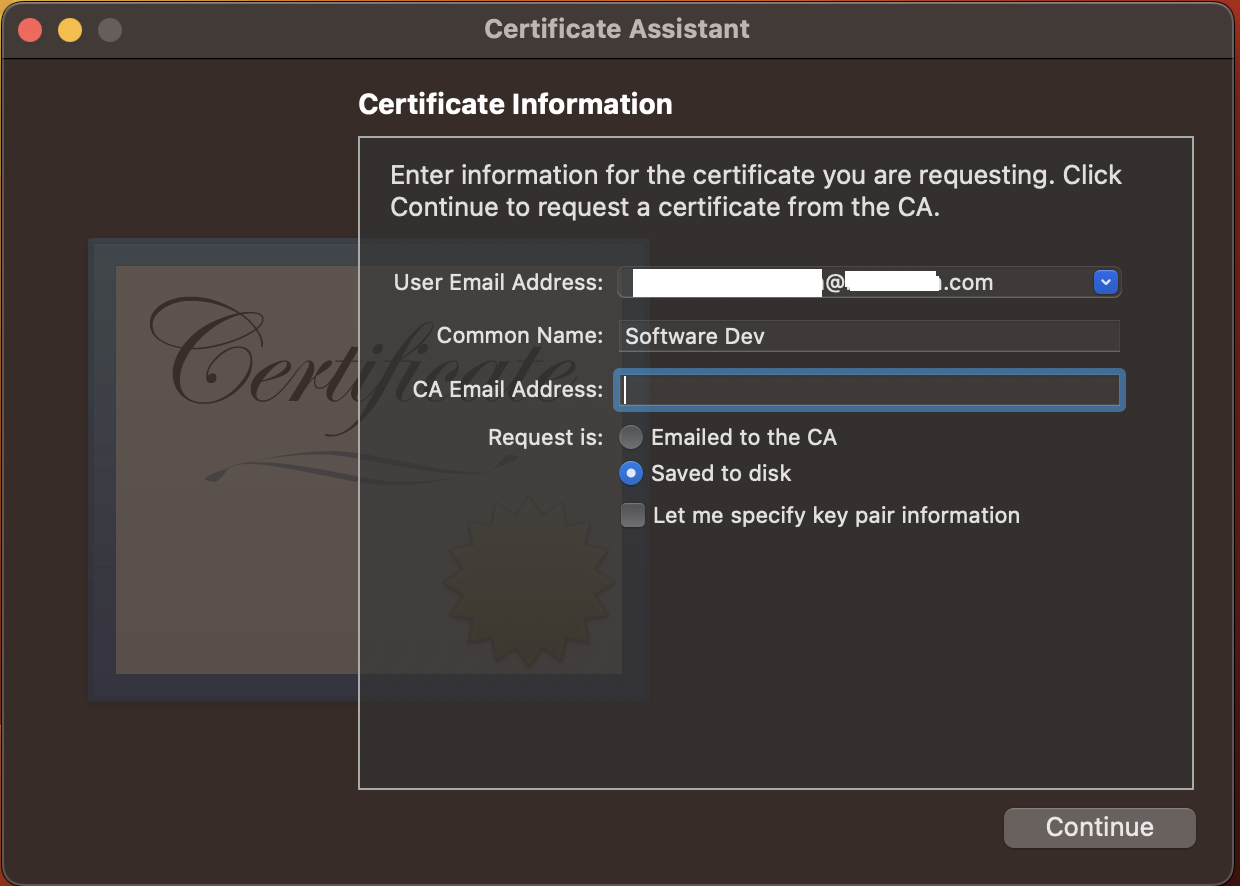 Certificate Assistant
Certificate Information
Enter information for the certificate you are requesting. Click
Continue to request a certificate from the CA.
Certificate
User Email Address: @ .com
Common Name: Software Dev
CA Email Address:
Request is: Emailed to the CA
Saved to disk
Let me specify key pair information
Continue